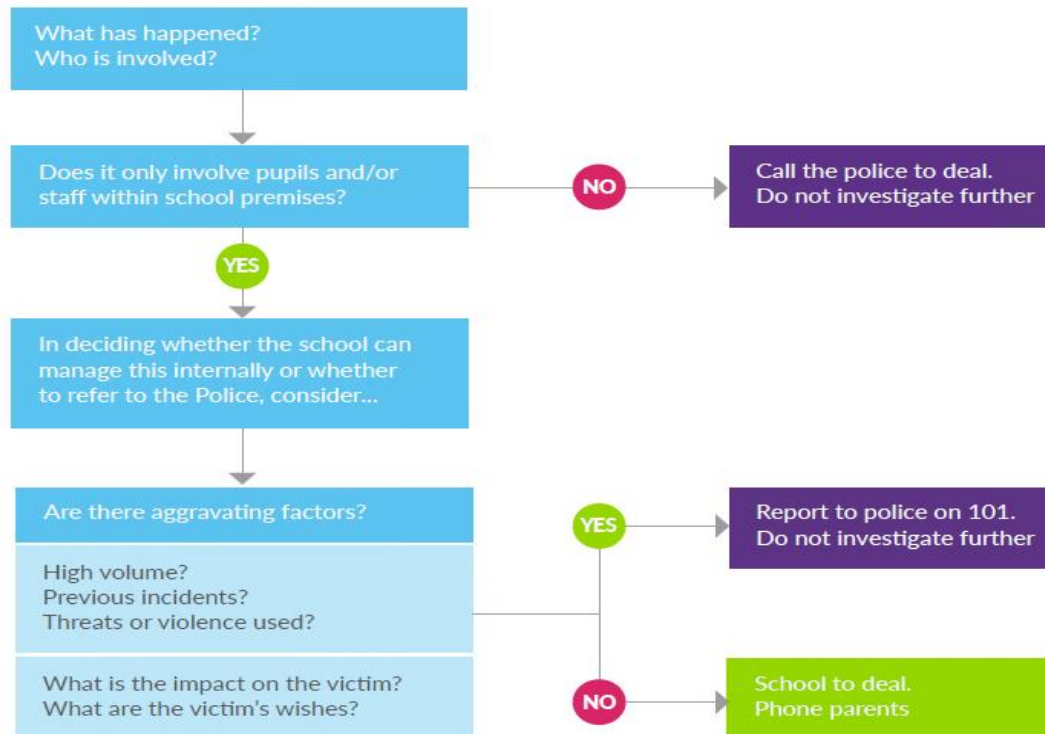 What has happened?
Who is involved?
Does it only involve pupils and/or
staff within school premises?
NO
Call the police to deal.
Do not investigate further
YES
In deciding whether the school can
manage this internally or whether
to refer to the Police, consider...
Are there aggravating factors?
High volume?
Previous incidents?
Threats or violence used?
What is the impact on the victim?
What are the victim's wishes?
YES
Report to police on 101.
Do not investigate further
NO
School to deal.
Phone parents